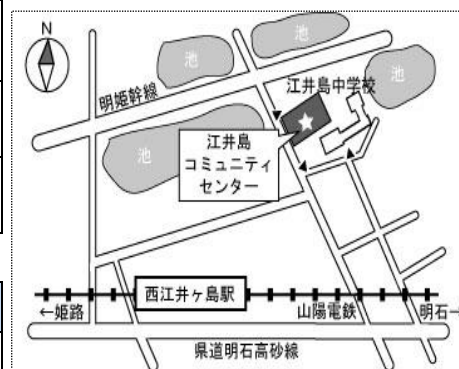 N
池
池
江井島中学校
池
明姫幹線
池
江井島
コミュニティ
センター
西江井ヶ島駅
←姫路
山陽電鉄
明石→
県道明石高砂線